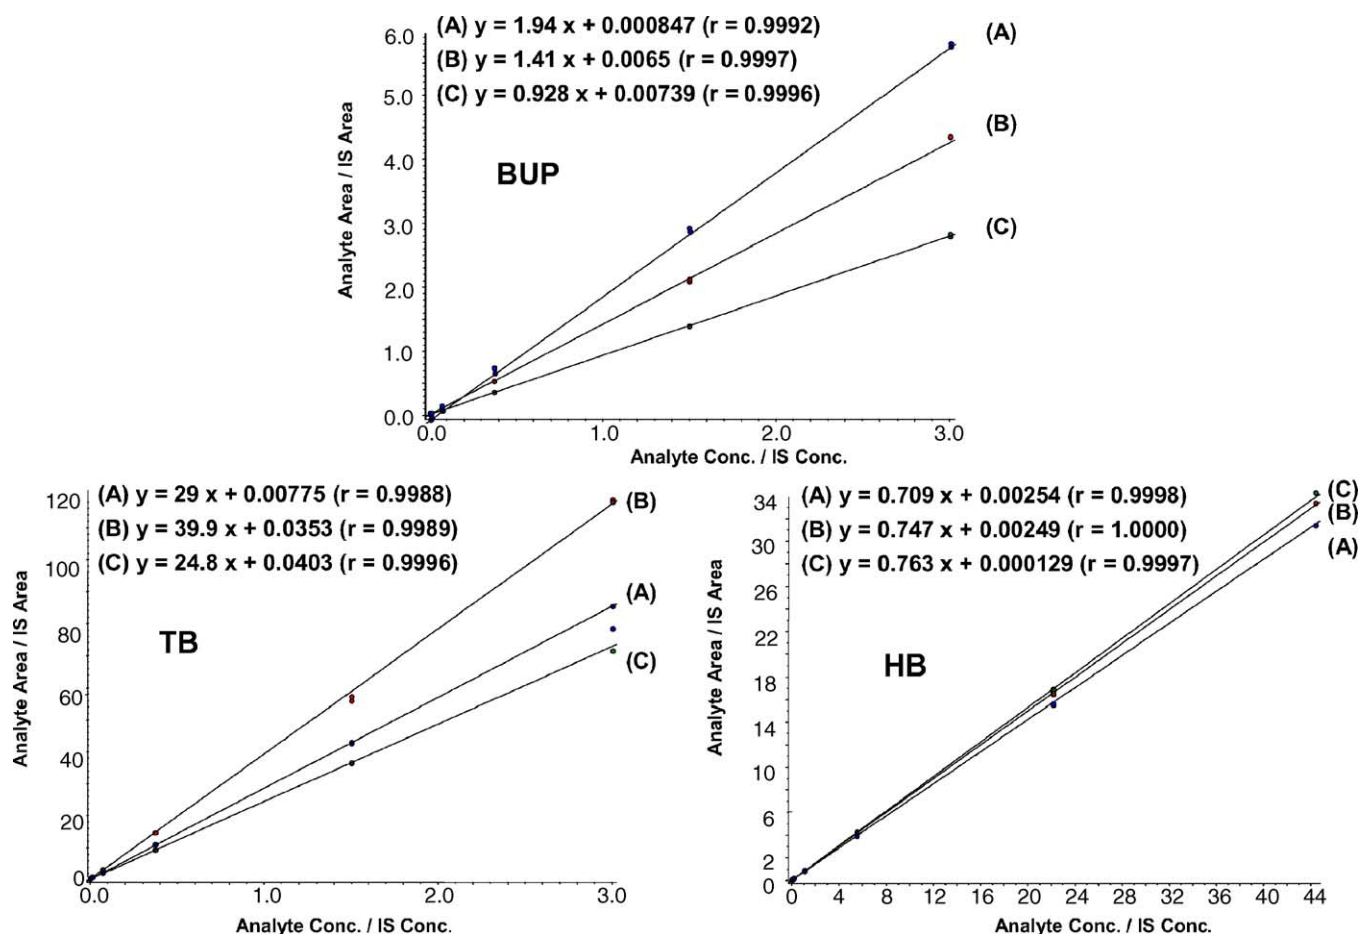 (A) y = 1.94 x + 0.000847 (r = 0.9992)
(B) y = 1.41 x + 0.0065 (r = 0.9997)
(C) y = 0.928 x + 0.00739 (r = 0.9996)
BUP
(A)
(B)
(C)
Analyte Area / IS Area
6.0
5.0
4.0
3.0
2.0
1.0
0.0
0.0 1.0 2.0 3.0
Analyte Conc. / IS Conc.
(A) y = 29 x + 0.00775 (r = 0.9988)
(B) y = 39.9 x + 0.0353 (r = 0.9989)
(C) y = 24.8 x + 0.0403 (r = 0.9996)
TB
(B)
(A)
(C)
Analyte Area / IS Area
120
100
80
60
40
20
0
0 1.0 2.0 3.0
Analyte Conc. / IS Conc.
(A) y = 0.709 x + 0.00254 (r = 0.9998)
(B) y = 0.747 x + 0.00249 (r = 1.0000)
(C) y = 0.763 x + 0.000129 (r = 0.9997)
HB
(C)
(B)
(A)
Analyte Area / IS Area
34
30
26
22
18
14
10
6
2
0
0 4 8 12 16 20 24 28 32 36 40 44
Analyte Conc. / IS Conc.